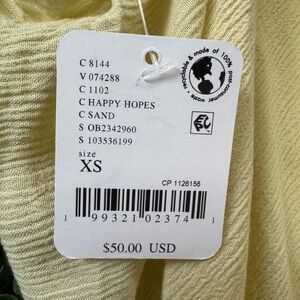 C 8144
V 074288
C 1102
C HAPPY HOPES
C SAND
S OB2342960
S 103536199
size
XS
recyclable & made of 100% post-consumer waste
CP 1126156
1 99321 02374 1
$50.00 USD